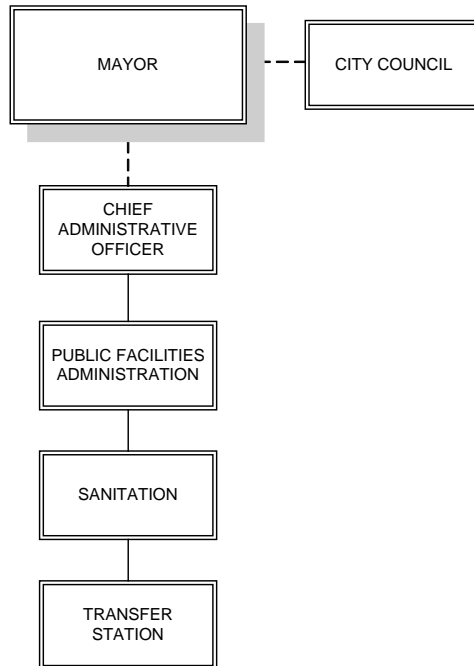 MAYOR
CITY COUNCIL
CHIEF
ADMINISTRATIVE
OFFICER
PUBLIC FACILITIES
ADMINISTRATION
SANITATION
TRANSFER
STATION